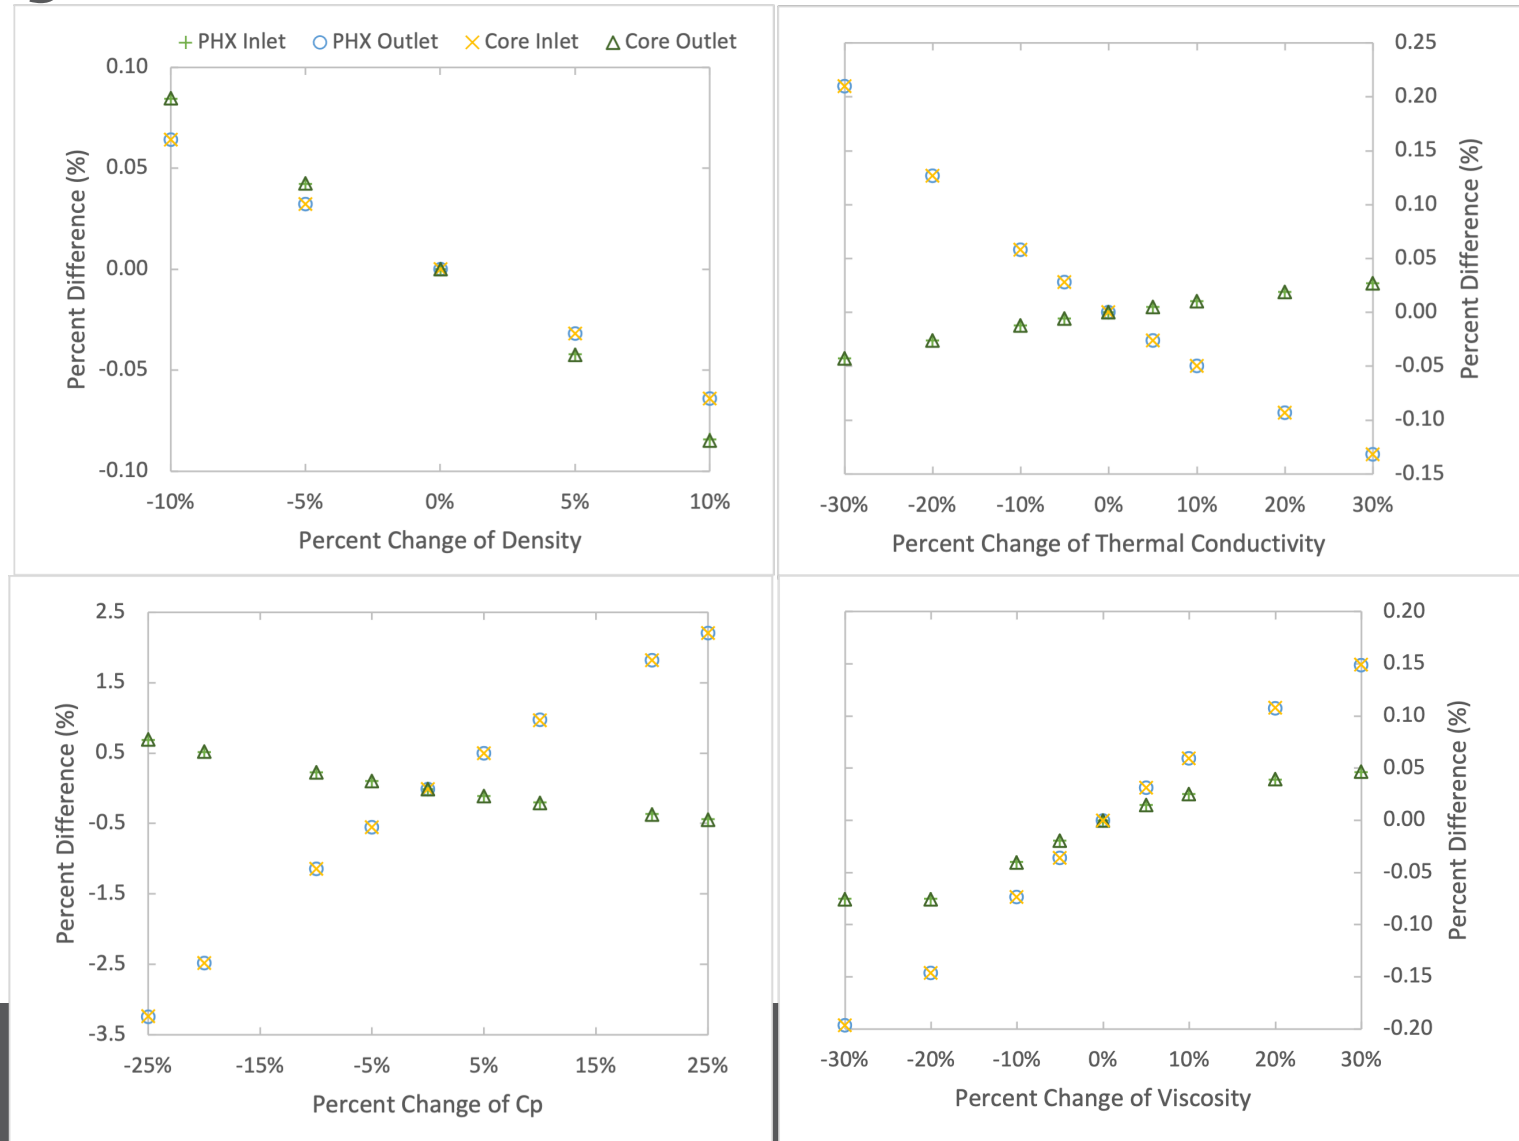 PHX Inlet PHX Outlet Core Inlet Core Outlet
0.10
0.05
0.00
-0.05
-0.10
Percent Difference (%)
-10% -5% 0% 5% 10%
Percent Change of Density
0.25
0.20
0.15
0.10
0.05
0.00
-0.05
-0.10
-0.15
Percent Difference (%)
-30% -20% -10% 0% 10% 20% 30%
Percent Change of Thermal Conductivity
2.5
1.5
0.5
-0.5
-1.5
-2.5
-3.5
Percent Difference (%)
-25% -15% -5% 5% 15% 25%
Percent Change of Cp
0.20
0.15
0.10
0.05
0.00
-0.05
-0.10
-0.15
-0.20
Percent Difference (%)
-30% -20% -10% 0% 10% 20% 30%
Percent Change of Viscosity